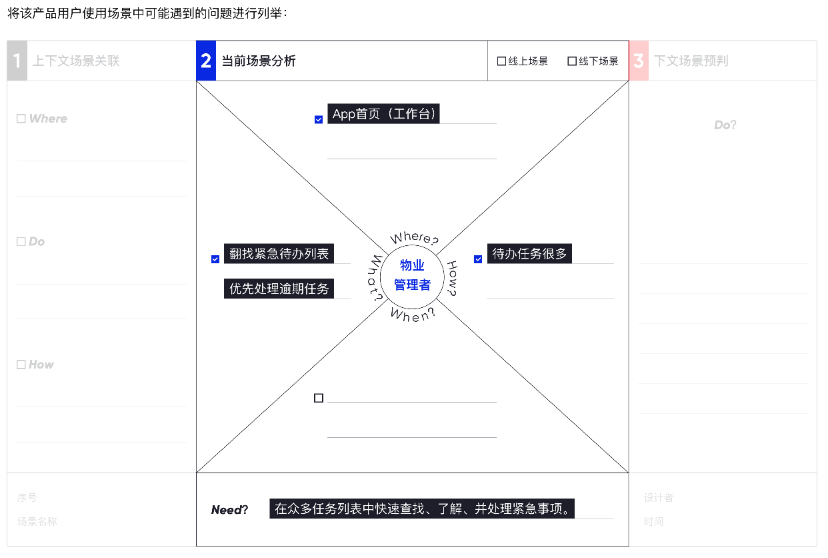 将该产品用户使用场景中可能遇到的问题进行列举：
1 上下文场景关联
2 当前场景分析
线上场景 线下场景
3 下文场景预判
Where
Do
How
序号
场景名称
App首页（工作台）
翻找紧急待办列表
优先处理逾期任务
待办任务很多
Where?
What?
How?
When?
物业
管理者
Need? 在众多任务列表中快速查找、了解、并处理紧急事项。
Do?
设计者
时间